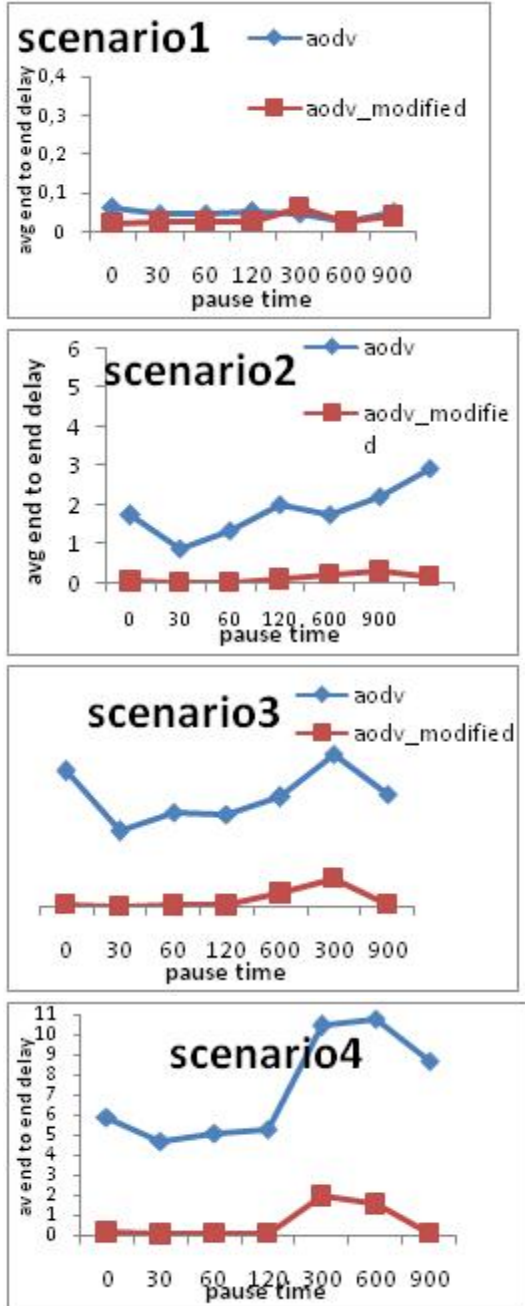 scenario1
aodv
aodv_modified
avg end to end delay
0,4
0,3
0,2
0,1
0
0 30 60 120 300 600 900
pause time
scenario2
aodv
aodv_modifie
d
avg end to end delay
6
5
4
3
2
1
0
0 30 60 120 600 900
pause time
scenario3
aodv
aodv_modified
0 30 60 120 600 300 900
pause time
scenario4
av end to end delay
11
10
9
8
7
6
5
4
3
2
1
0
0 30 60 120 300 600 900
pause time